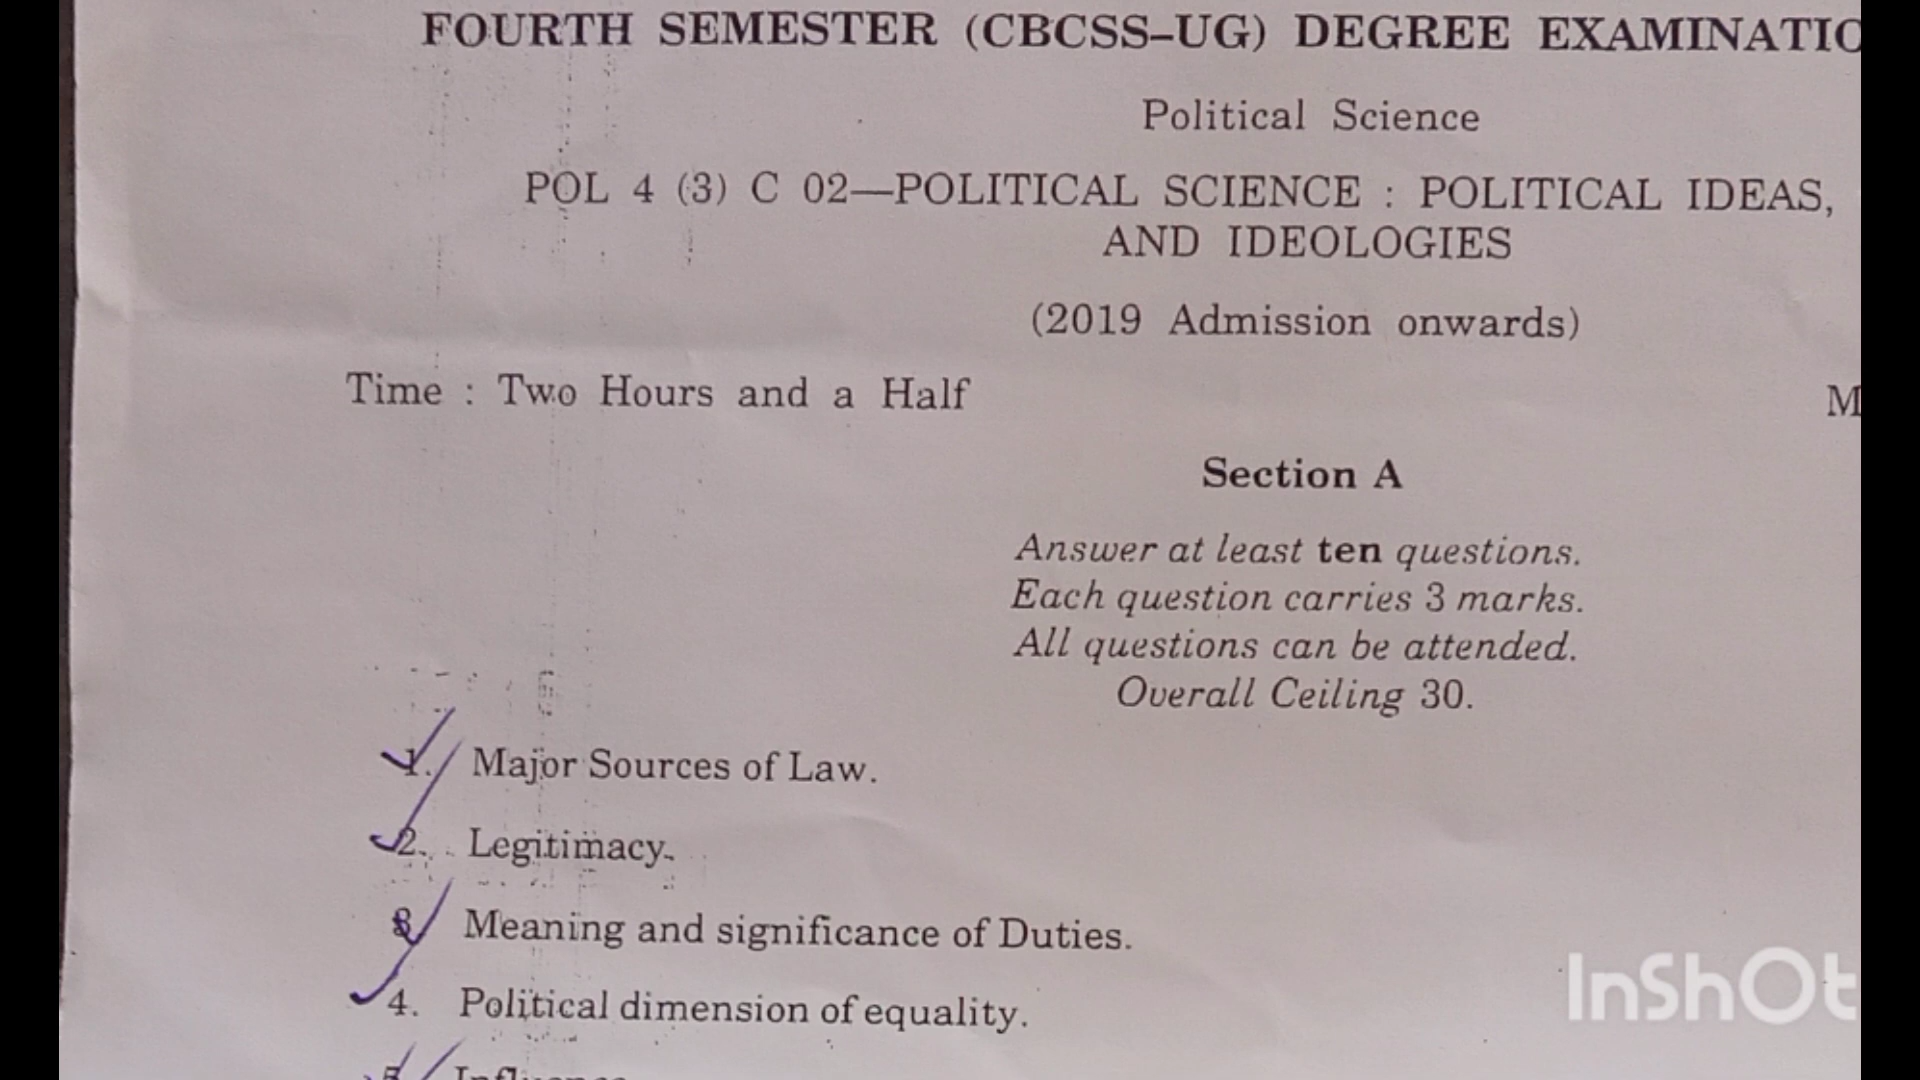 FOURTH SEMESTER (CBCSS–UG) DEGREE
Political Science
POL 4 (3) C 02—POLITICAL SCIENCE : POLITICAL IDEAS,
AND IDEOLOGIES
(2019 Admission onwards)
Time : Two Hours and a Half
Section A
Answer at least ten questions.
Each question carries 3 marks.
All questions can be attended.
Overall Ceiling 30.
1. Major Sources of Law.
2. Legitimacy.
3. Meaning and significance of Duties.
4. Political dimension of equality.
InShOt